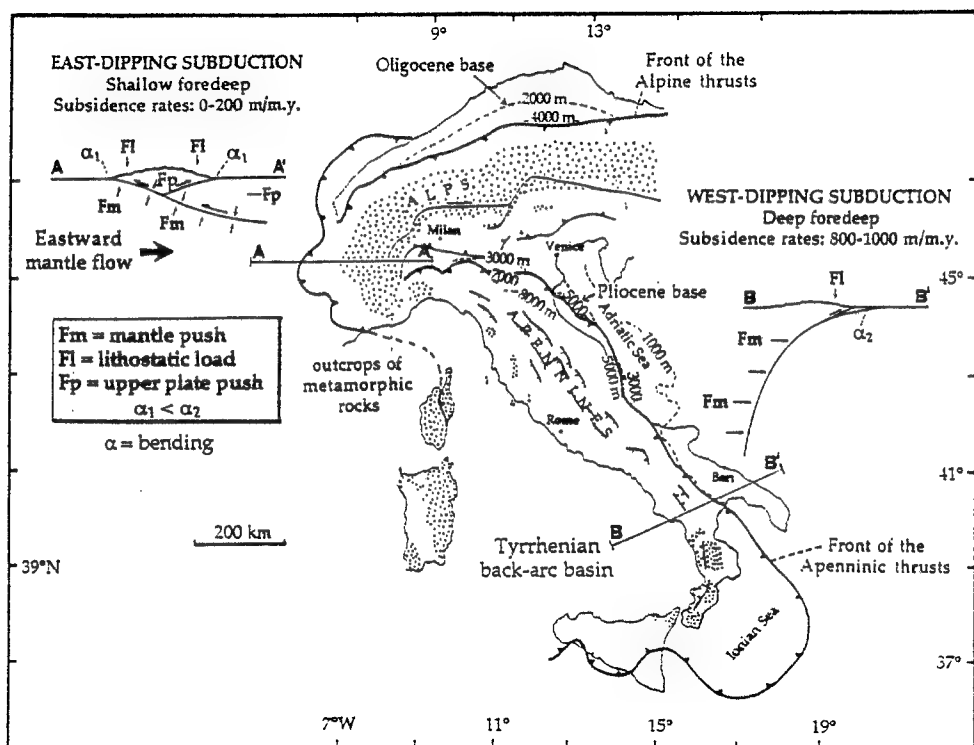 9°
13°
EAST-DIPPING SUBDUCTION
Shallow foredeep
Subsidence rates: 0-200 m/m.y.
Oligocene base
Front of the
Alpine thrusts
2000 m
4000 m
A
α₁
Fl
Fl
α₁
A'
Fp
Fp
Fm
Fm
Eastward
mantle flow
ALPS
Milan
Venice
A
A'
3000 m
7000
8000 m
5000
Pliocene base
Adriatic Sea
1000 m
3000
5000 m
APENNINES
Rome
Bari
WEST-DIPPING SUBDUCTION
Deep foredeep
Subsidence rates: 800-1000 m/m.y.
B
Fl
B'
α₂
Fm
Fm
45°
Fm = mantle push
Fl = lithostatic load
Fp = upper plate push
α₁ < α₂
α = bending
outcrops of
metamorphic
rocks
B'
B
41°
200 km
39°N
Tyrrhenian
back-arc basin
Front of the
Apenninic thrusts
Ionian Sea
37°
7°W
11°
15°
19°